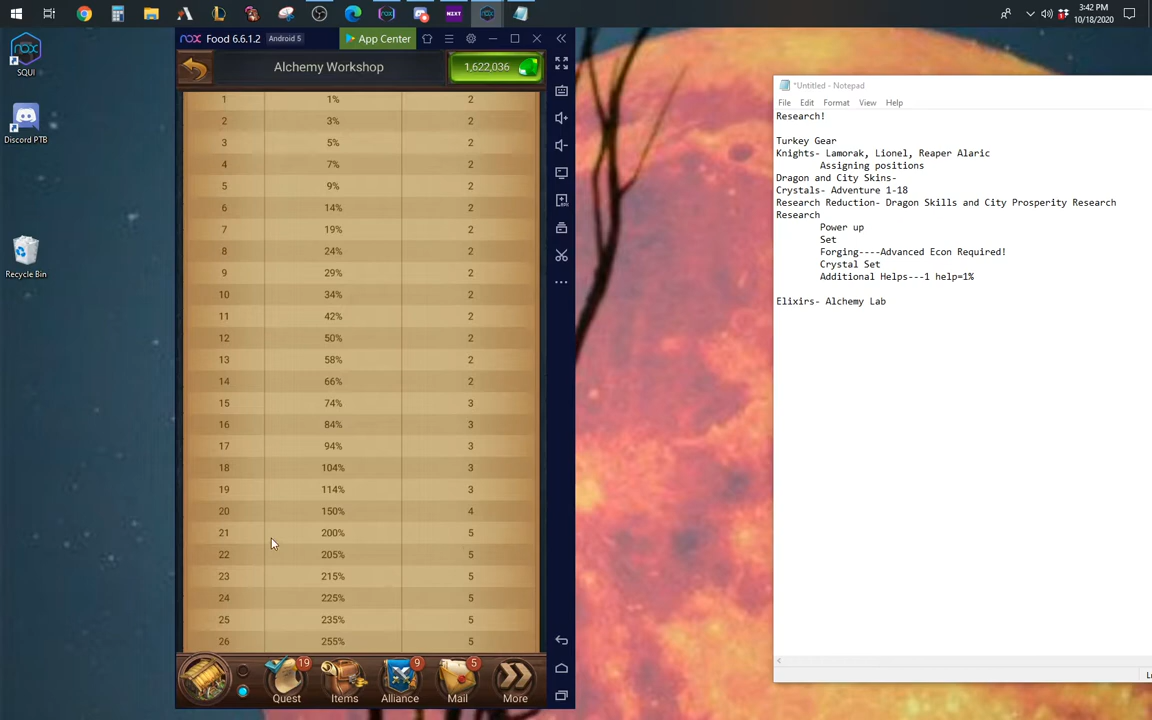 3:42 PM
10/18/2020
NOX Food 6.6.1.2 Android 5 App Center
SQUI
Discord PTB
Recycle Bin
Alchemy Workshop 1,622,036
1 1% 2
2 3% 2
3 5% 2
4 7% 2
5 9% 2
6 14% 2
7 19% 2
8 24% 2
9 29% 2
10 34% 2
11 42% 2
12 50% 2
13 58% 2
14 66% 2
15 74% 3
16 84% 3
17 94% 3
18 104% 3
19 114% 3
20 150% 4
21 200% 5
22 205% 5
23 215% 5
24 225% 5
25 235% 5
26 255% 5
19 9 5
Quest Items Alliance Mail More
*Untitled - Notepad
File Edit Format View Help
Research!
Turkey Gear
Knights- Lamorak, Lionel, Reaper Alaric
Assigning positions
Dragon and City Skins-
Crystals- Adventure 1-18
Research Reduction- Dragon Skills and City Prosperity Research
Research
Power up
Set
Forging----Advanced Econ Required!
Crystal Set
Additional Helps---1 help=1%
Elixirs- Alchemy Lab